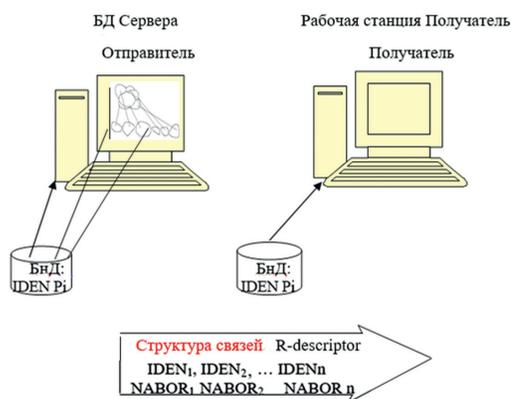 БД Сервера
Рабочая станция Получатель
Отправитель
Получатель
БнД:
IDEN Pi
БнД:
IDEN Pi
Структура связей R-descriptor
IDEN₁, IDEN₂, … IDENn
NABOR₁ NABOR₂ NABOR n